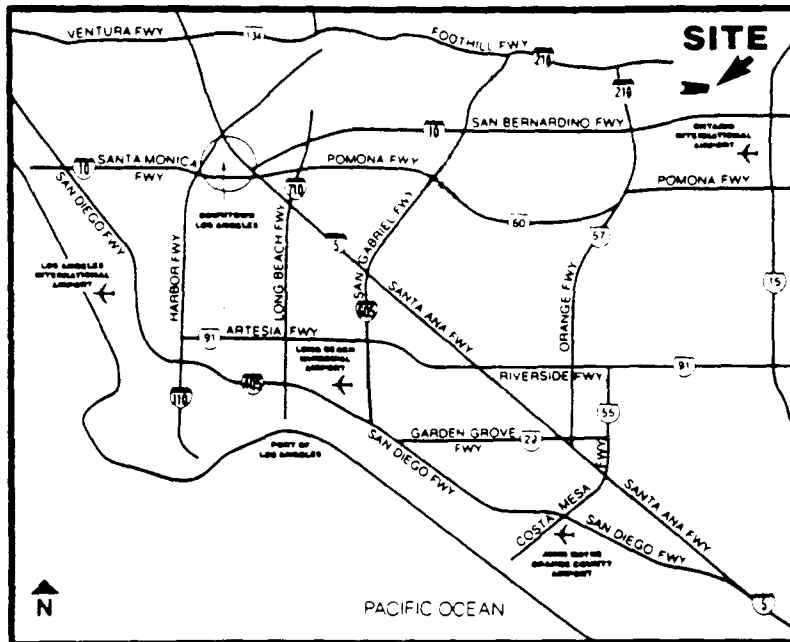 VENTURA FWY
134
FOOTHILL FWY
210
SITE
210
10
SAN BERNARDINO FWY
ONTARIO
INTERNATIONAL
AIRPORT
10
SANTA MONICA
FWY
POMONA FWY
710
POMONA FWY
SAN DIEGO FWY
DOWNTOWN
LOS ANGELES
5
60
57
LOS ANGELES
INTERNATIONAL
AIRPORT
HARBOR FWY
LONG BEACH FWY
SAN GABRIEL FWY
605
SANTA ANA FWY
ORANGE FWY
15
91
ARTESIA FWY
LONG BEACH
MUNICIPAL
AIRPORT
RIVERSIDE FWY
91
405
110
55
PORT OF
LOS ANGELES
SAN DIEGO FWY
GARDEN GROVE
FWY
22
FWY
COSTA MESA
SANTA ANA FWY
SAN DIEGO FWY
JOHN WAYNE
ORANGE COUNTY
AIRPORT
N
PACIFIC OCEAN
5